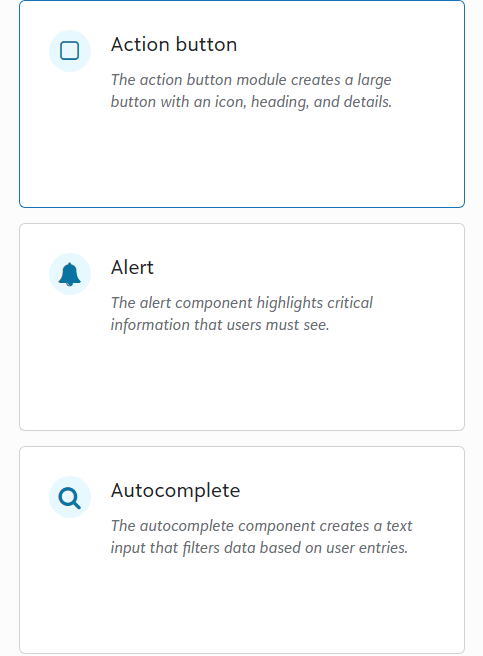 Action button
The action button module creates a large
button with an icon, heading, and details.
Alert
The alert component highlights critical
information that users must see.
Autocomplete
The autocomplete component creates a text
input that filters data based on user entries.